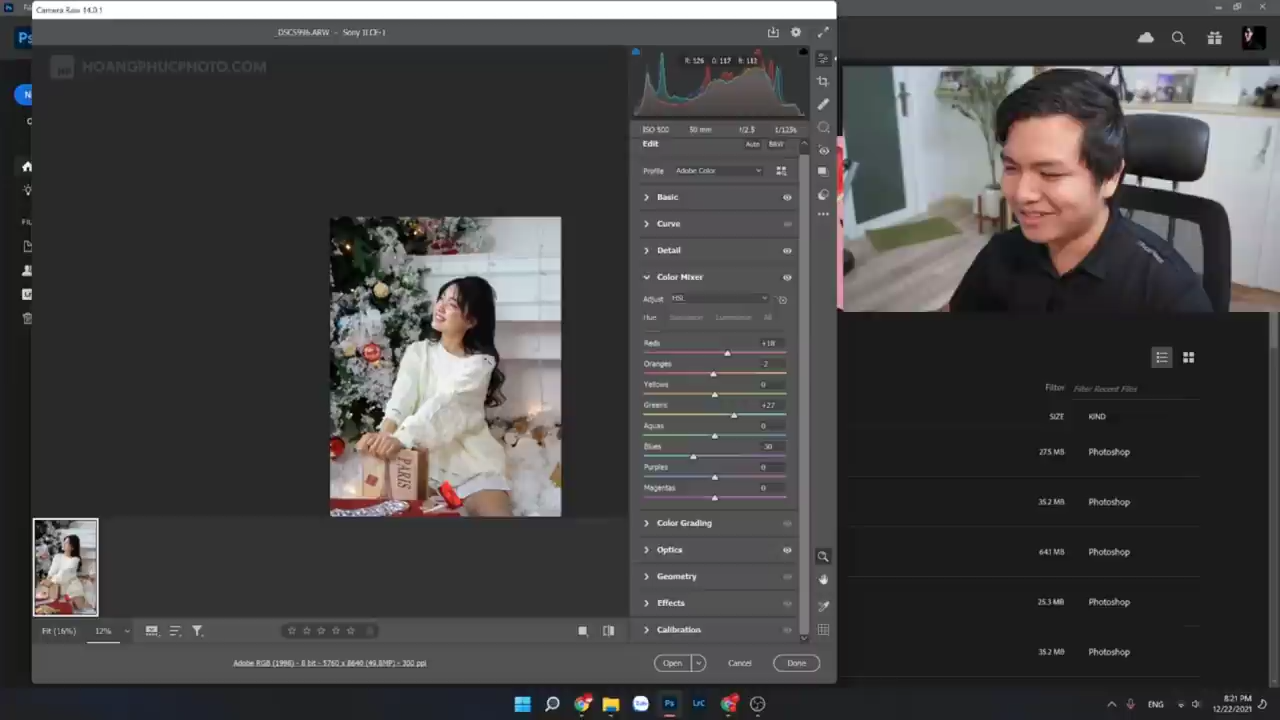 Camera Raw 14.0.1
_DSC5996.ARW - Sony ILCE-1
HOANGPHUCPHOTO.COM
ISO 500 50 mm f/2.5 1/125s
Edit Auto B&W
Profile Adobe Color
Basic
Curve
Detail
Color Mixer
Adjust HSL
Hue Saturation Luminance All
Reds +18
Oranges -2
Yellows 0
Greens +27
Aquas 0
Blues -30
Purples 0
Magentas 0
Color Grading
Optics
Geometry
Effects
Calibration
PARIS
Fit (16%) 12%
Adobe RGB (1998) - 8 bit - 5760 x 8640 (49.8MP) - 300 ppi
Open Cancel Done
Filter Filter Recent Files
SIZE KIND
27.5 MB Photoshop
35.2 MB Photoshop
64.1 MB Photoshop
25.3 MB Photoshop
35.2 MB Photoshop
Ps LrC
ENG 8:21 PM
12/22/2021